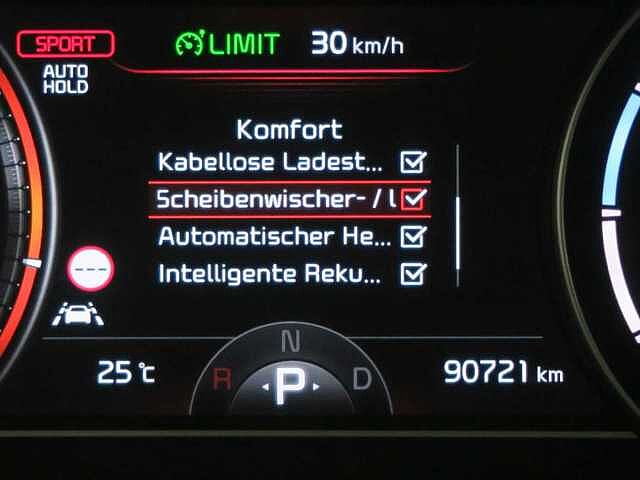 SPORT
LIMIT 30 km/h
AUTO
HOLD
Komfort
Kabellose Ladest...
Scheibenwischer- / l
Automatischer He...
Intelligente Reku...
---
N
25 °C
R
P
D
90721 km